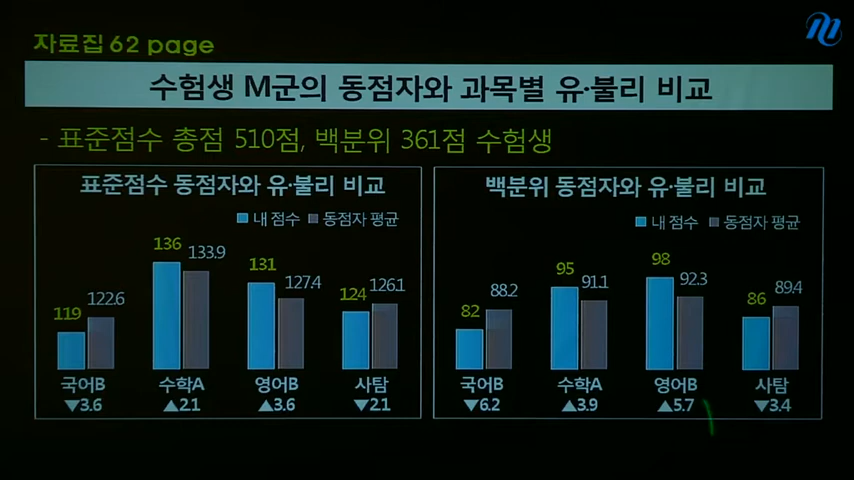 자료집 62 page
수험생 M군의 동점자와 과목별 유·불리 비교
- 표준점수 총점 510점, 백분위 361점 수험생
표준점수 동점자와 유·불리 비교
내 점수 동점자 평균
119 122.6 136 133.9 131 127.4 124 126.1
국어B 수학A 영어B 사탐
▼3.6 ▲2.1 ▲3.6 ▼2.1
백분위 동점자와 유·불리 비교
내 점수 동점자 평균
82 88.2 95 91.1 98 92.3 86 89.4
국어B 수학A 영어B 사탐
▼6.2 ▲3.9 ▲5.7 ▼3.4